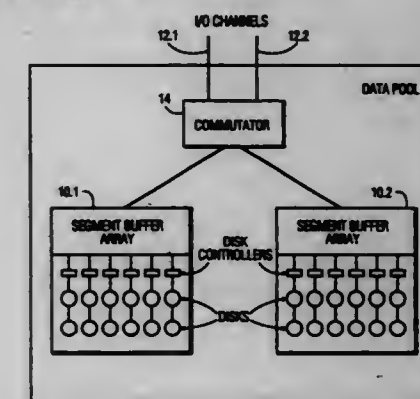 I/O CHANNELS
12.1
12.2
DATA POOL
14
COMMUTATOR
10.1
10.2
SEGMENT BUFFER
ARRAY
SEGMENT BUFFER
ARRAY
DISK
CONTROLLERS
DISKS